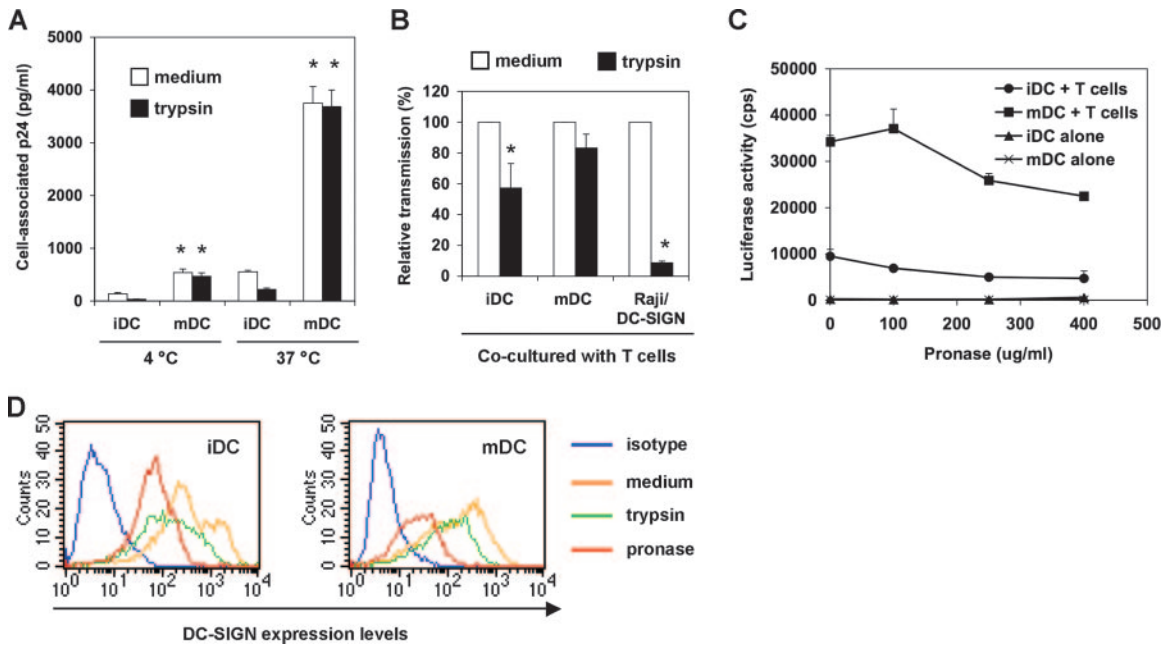 A
Cell-associated p24 (pg/ml)
5000
4000
3000
2000
1000
0
medium
trypsin
* *
* *
iDC mDC iDC mDC
4 °C 37 °C
B
medium trypsin
Relative transmission (%)
120
100
80
60
40
20
0
*
*
iDC mDC Raji/
DC-SIGN
Co-cultured with T cells
C
Luciferase activity (cps)
50000
40000
30000
20000
10000
0
iDC + T cells
mDC + T cells
iDC alone
mDC alone
0 100 200 300 400 500
Pronase (ug/ml)
D
Counts
50
40
30
20
10
0
iDC
10⁰ 10¹ 10² 10³ 10⁴
Counts
50
40
30
20
10
0
mDC
10⁰ 10¹ 10² 10³ 10⁴
isotype
medium
trypsin
pronase
DC-SIGN expression levels